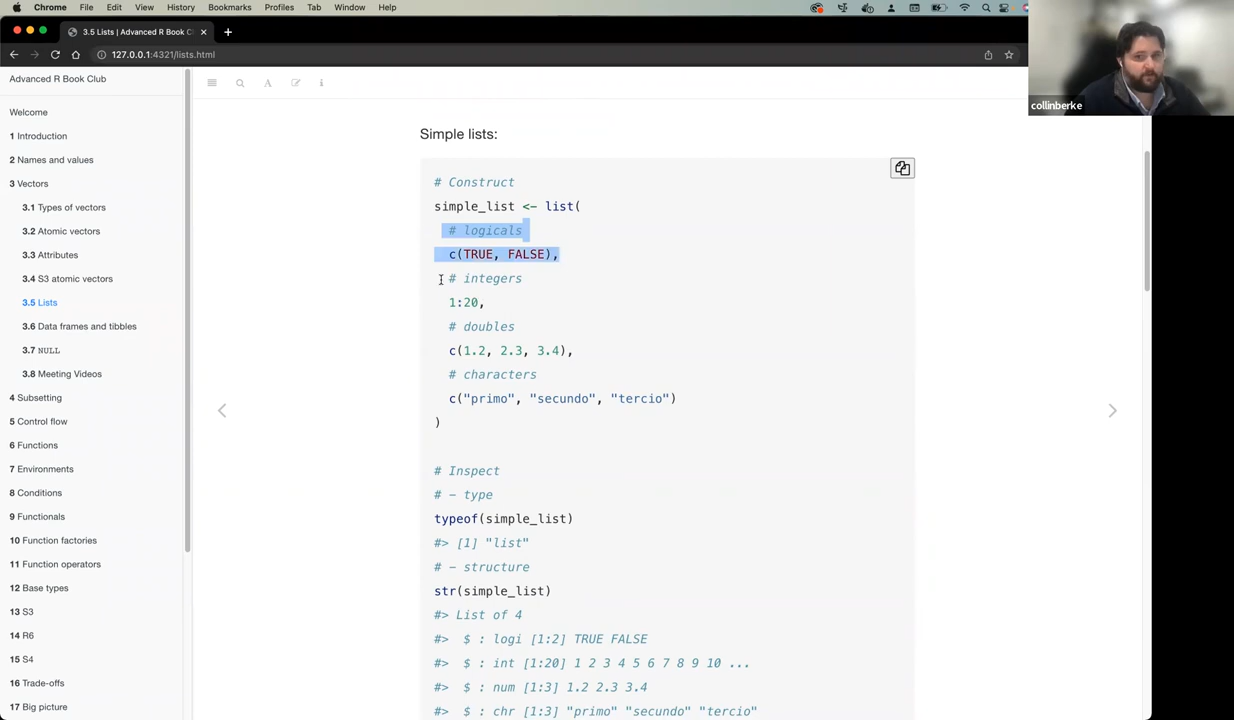 Chrome File Edit View History Bookmarks Profiles Tab Window Help
3.5 Lists | Advanced R Book C
127.0.0.1:4321/lists.html
collinberke
Advanced R Book Club
Welcome
1 Introduction
2 Names and values
3 Vectors
3.1 Types of vectors
3.2 Atomic vectors
3.3 Attributes
3.4 S3 atomic vectors
3.5 Lists
3.6 Data frames and tibbles
3.7 NULL
3.8 Meeting Videos
4 Subsetting
5 Control flow
6 Functions
7 Environments
8 Conditions
9 Functionals
10 Function factories
11 Function operators
12 Base types
13 S3
14 R6
15 S4
16 Trade-offs
17 Big picture
Simple lists:
# Construct
simple_list <- list(
# logicals
c(TRUE, FALSE),
# integers
1:20,
# doubles
c(1.2, 2.3, 3.4),
# characters
c("primo", "secundo", "tercio")
)
# Inspect
# - type
typeof(simple_list)
#> [1] "list"
# - structure
str(simple_list)
#> List of 4
#> $ : logi [1:2] TRUE FALSE
#> $ : int [1:20] 1 2 3 4 5 6 7 8 9 10 ...
#> $ : num [1:3] 1.2 2.3 3.4
#> $ : chr [1:3] "primo" "secundo" "tercio"